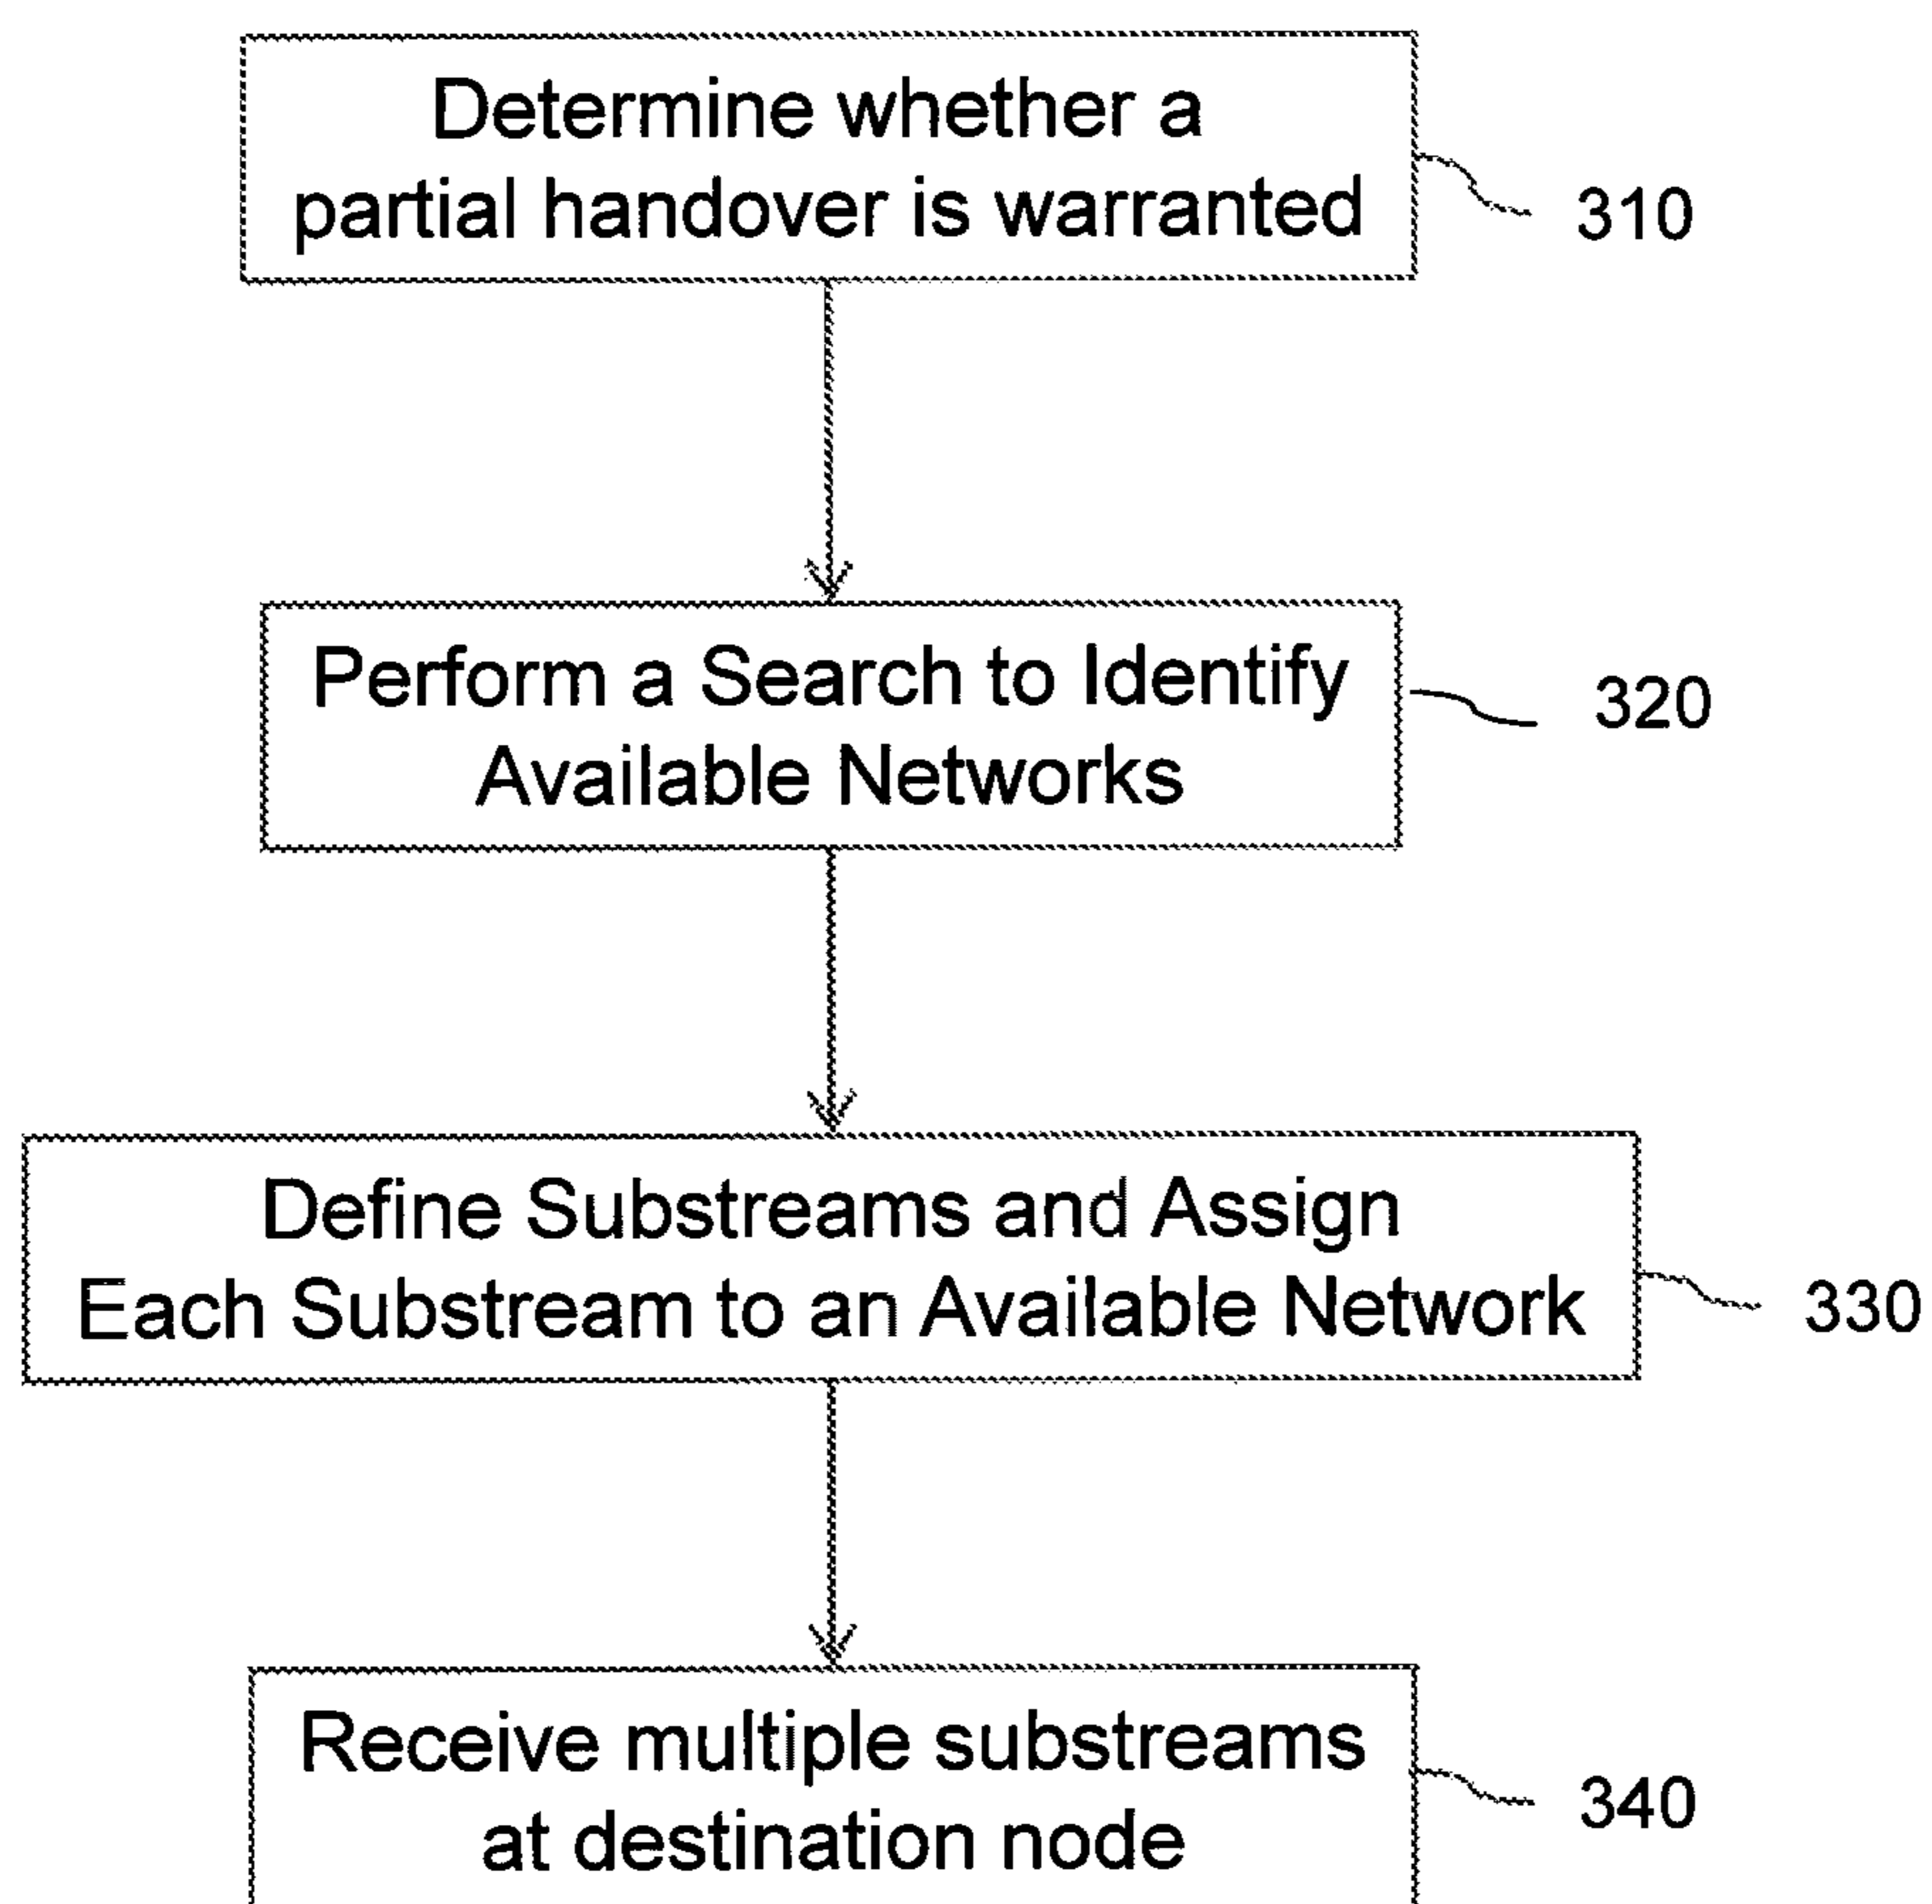 Determine whether a
partial handover is warranted
310
Perform a Search to Identify
Available Networks
320
Define Substreams and Assign
Each Substream to an Available Network
330
Receive multiple substreams
at destination node
340